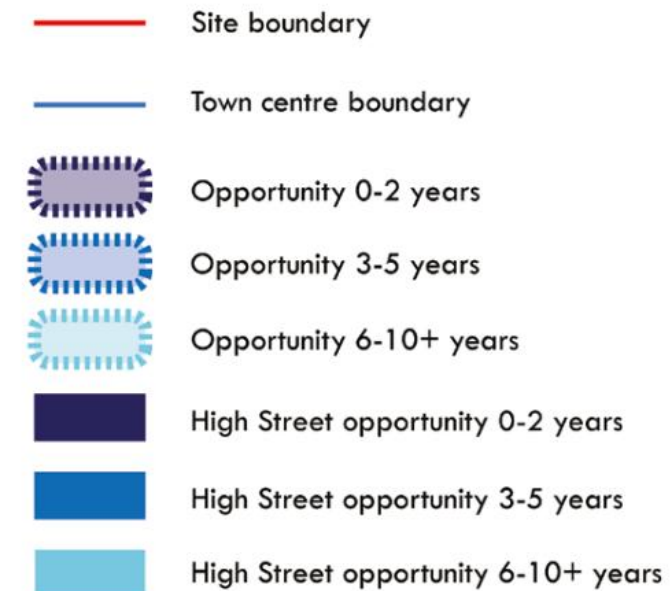 Site boundary
Town centre boundary
Opportunity 0-2 years
Opportunity 3-5 years
Opportunity 6-10+ years
High Street opportunity 0-2 years
High Street opportunity 3-5 years
High Street opportunity 6-10+ years